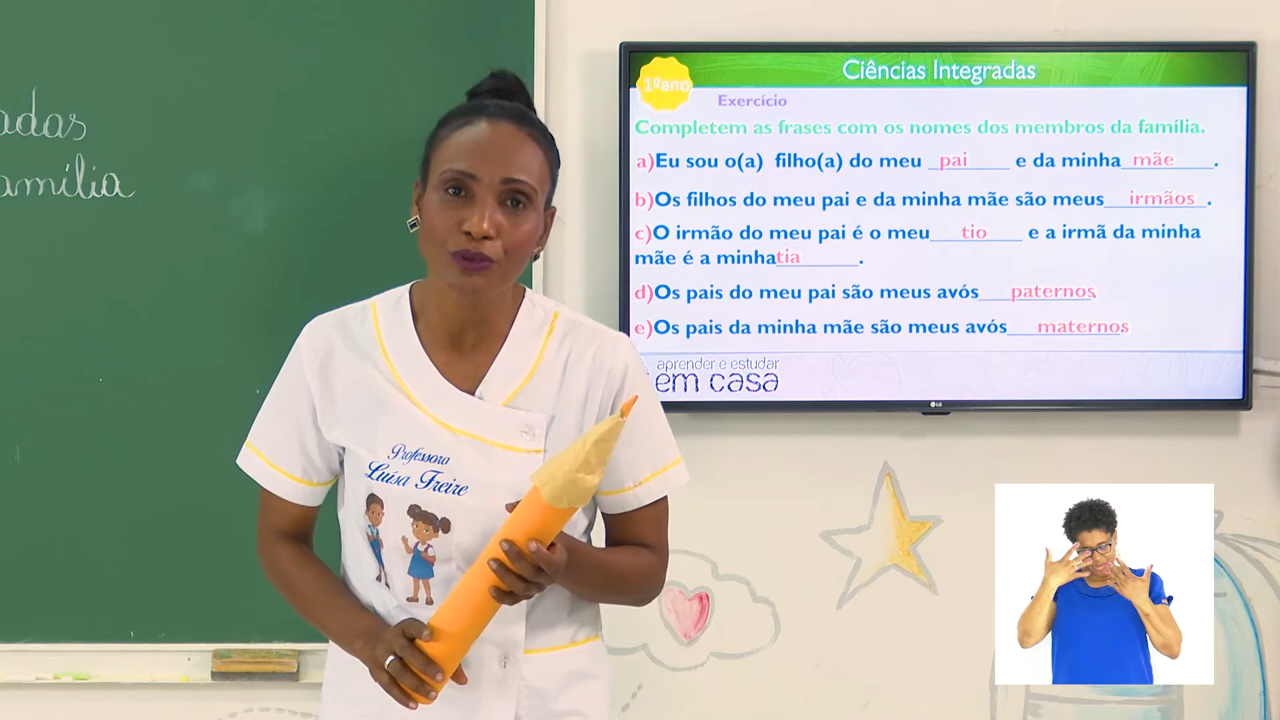 amília
Professora
Luísa Freire
Ciências Integradas
1ºano
Exercício
Completem as frases com os nomes dos membros da família.
a)Eu sou o(a) filho(a) do meu pai e da minha mãe.
b)Os filhos do meu pai e da minha mãe são meus irmãos.
c)O irmão do meu pai é o meu tio e a irmã da minha
mãe é a minha tia.
d)Os pais do meu pai são meus avós paternos
e)Os pais da minha mãe são meus avós maternos
aprender e estudar
em casa
LG